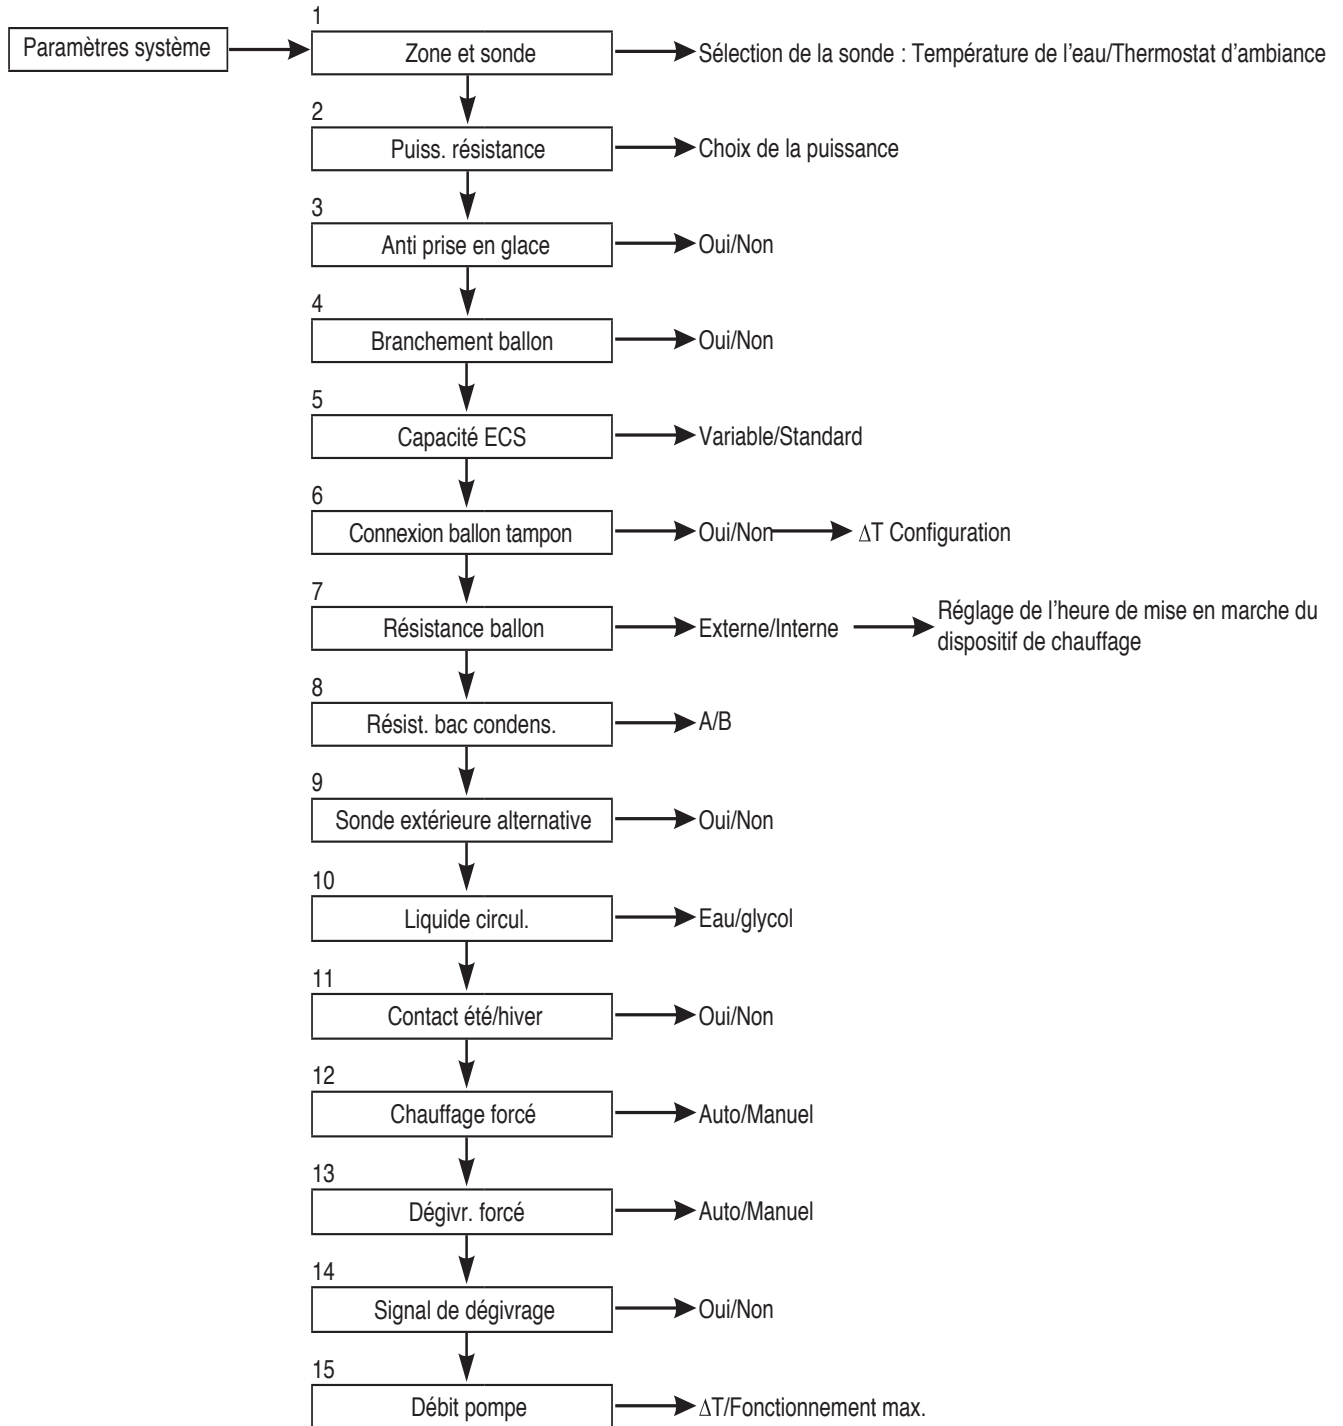 1
Paramètres système
Zone et sonde
Sélection de la sonde : Température de l'eau/Thermostat d'ambiance
2
Puiss. résistance
Choix de la puissance
3
Anti prise en glace
Oui/Non
4
Branchement ballon
Oui/Non
5
Capacité ECS
Variable/Standard
6
Connexion ballon tampon
Oui/Non
ΔT Configuration
7
Résistance ballon
Externe/Interne
Réglage de l'heure de mise en marche du
dispositif de chauffage
8
Résist. bac condens.
A/B
9
Sonde extérieure alternative
Oui/Non
10
Liquide circul.
Eau/glycol
11
Contact été/hiver
Oui/Non
12
Chauffage forcé
Auto/Manuel
13
Dégivr. forcé
Auto/Manuel
14
Signal de dégivrage
Oui/Non
15
Débit pompe
ΔT/Fonctionnement max.